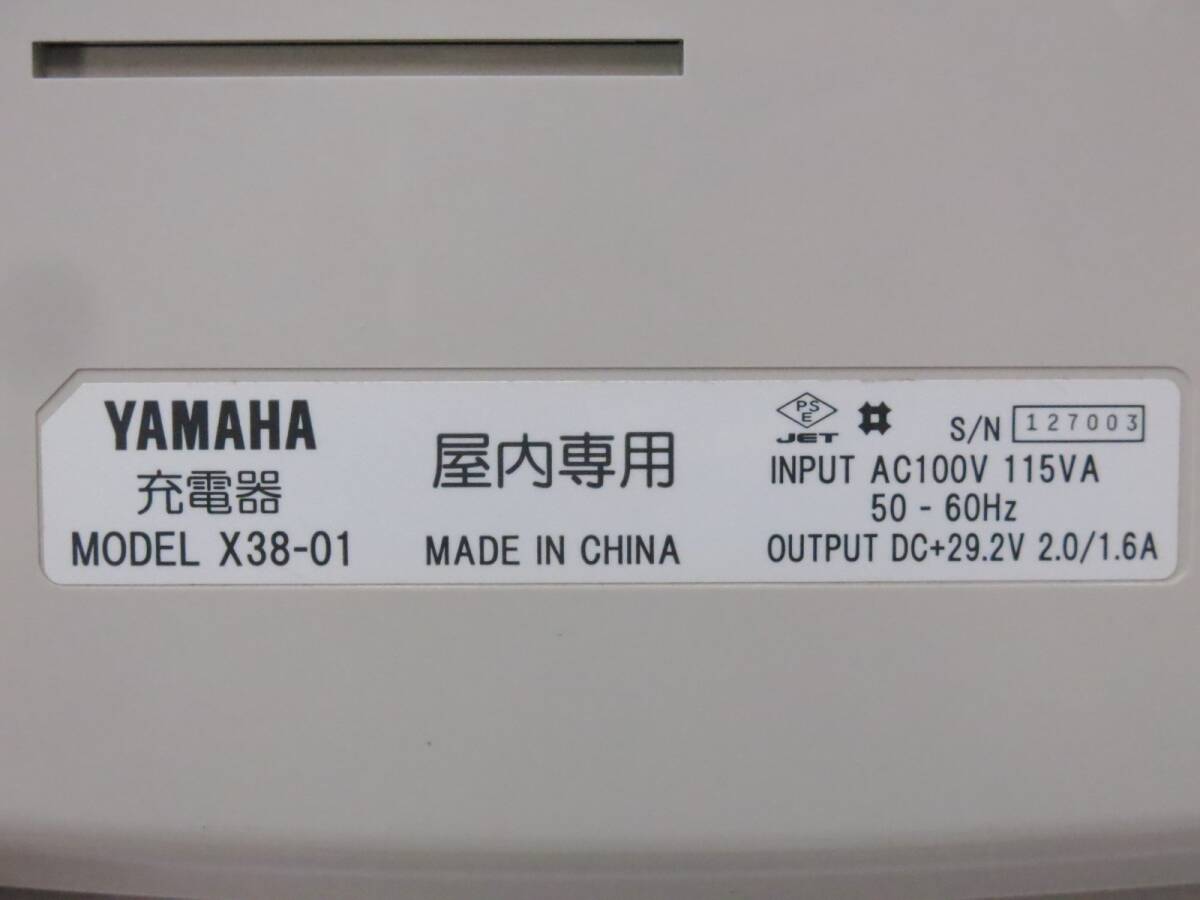 YAMAHA
充電器
MODEL X38-01
屋内専用
MADE IN CHINA
PSE
JET
S/N 127003
INPUT AC100V 115VA
50 - 60Hz
OUTPUT DC+29.2V 2.0/1.6A